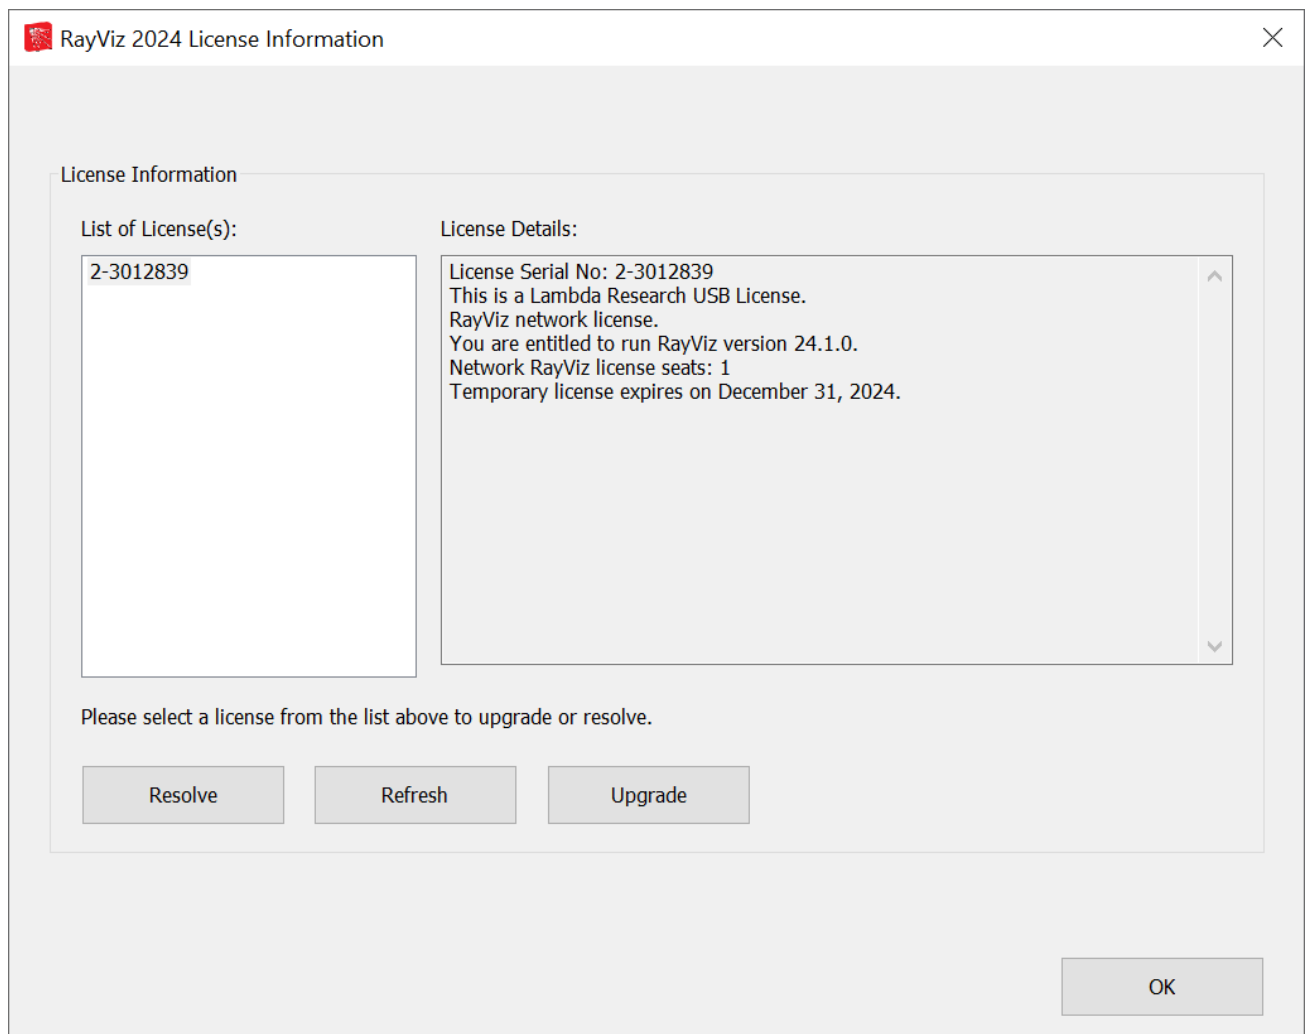 RayViz 2024 License Information
License Information
List of License(s):
2-3012839
License Details:
License Serial No: 2-3012839
This is a Lambda Research USB License.
RayViz network license.
You are entitled to run RayViz version 24.1.0.
Network RayViz license seats: 1
Temporary license expires on December 31, 2024.
Please select a license from the list above to upgrade or resolve.
Resolve
Refresh
Upgrade
OK